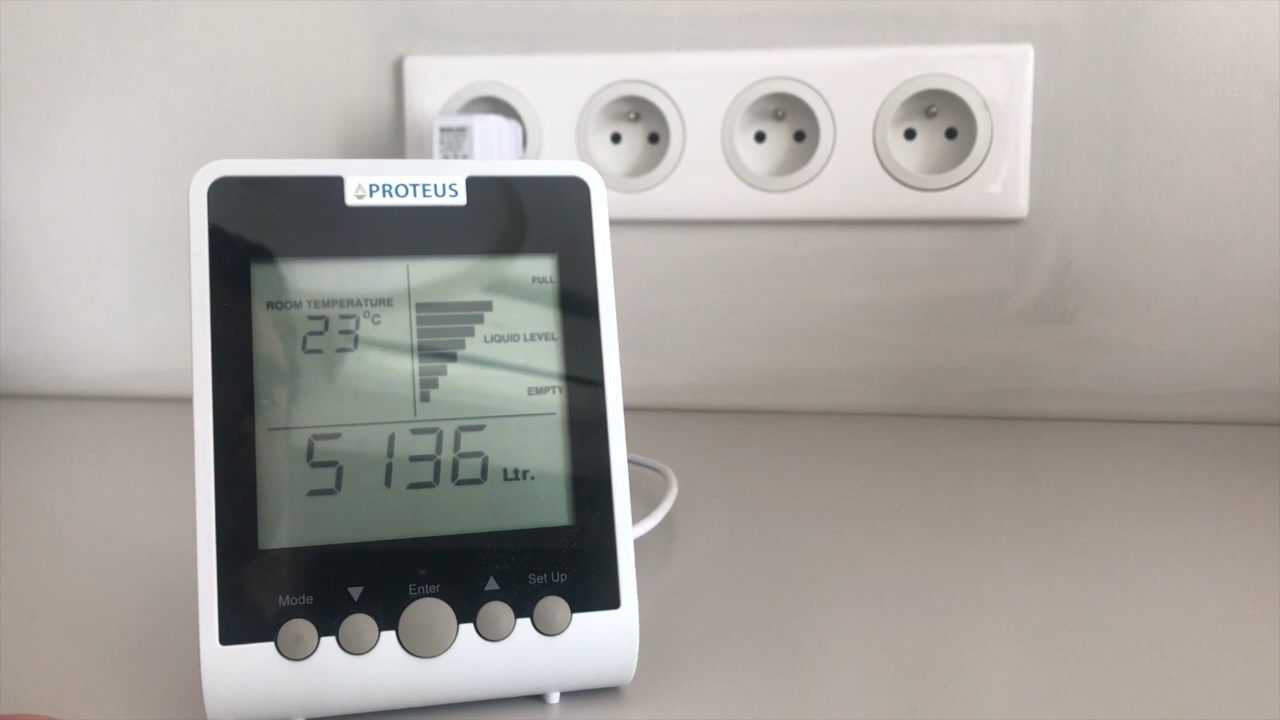 PROTEUS
ROOM TEMPERATURE
23°C
FULL
LIQUID LEVEL
EMPTY
5136 Ltr.
Mode ▼ Enter ▲ Set Up